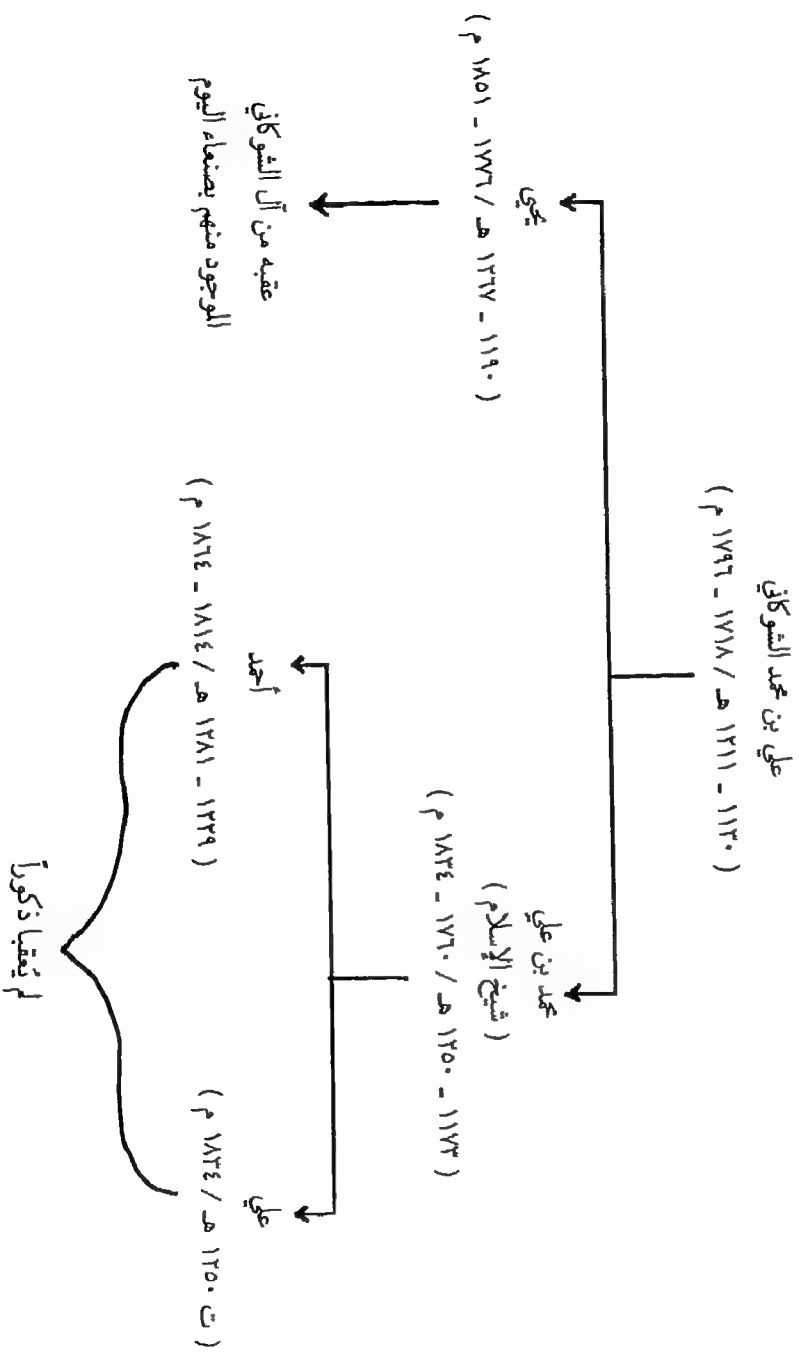 علي بن محمد الشوكاني
( ١١٣٠ - ١٢١١ هـ / ١٧١٨ - ١٧٩٦ م )
محمد بن علي
( شيخ الإسلام )
( ١١٧٣ - ١٢٥٠ هـ / ١٧٦٠ - ١٨٣٤ م )
يحيى
( ١١٩٠ - ١٢٦٧ هـ / ١٧٧٦ - ١٨٥١ م )
عقبه من آل الشوكاني
الموجود منهم بصنعاء اليوم
علي
( ت ١٢٥٠ هـ / ١٨٣٤ م )
أحمد
( ١٢٢٩ - ١٢٨١ هـ / ١٨١٤ - ١٨٦٤ م )
لم يُعقبا ذكوراً